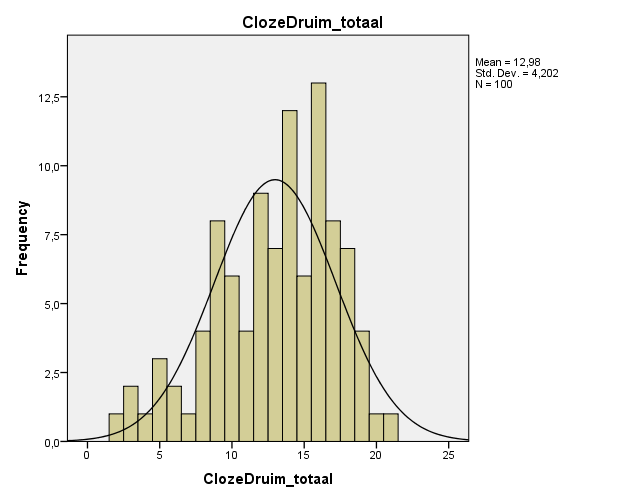 ClozeDruim_totaal
Mean = 12,98
Std. Dev. = 4,202
N = 100
12,5
10,0
7,5
5,0
2,5
0,0
Frequency
0 5 10 15 20 25
ClozeDruim_totaal